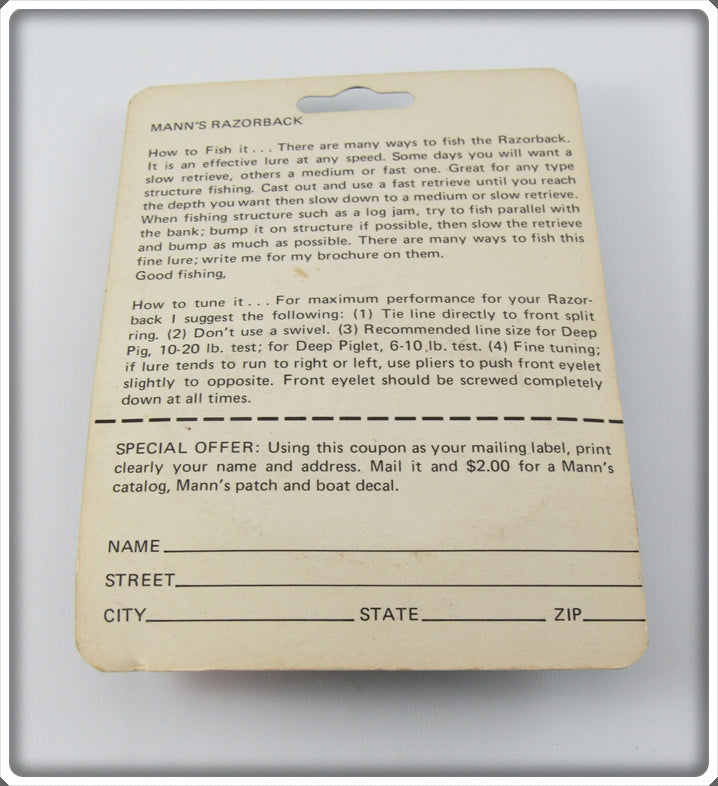 MANN'S RAZORBACK
How to Fish it... There are many ways to fish the Razorback.
It is an effective lure at any speed. Some days you will want a
slow retrieve, others a medium or fast one. Great for any type
structure fishing. Cast out and use a fast retrieve until you reach
the depth you want then slow down to a medium or slow retrieve.
When fishing structure such as a log jam, try to fish parallel with
the bank; bump it on structure if possible, then slow the retrieve
and bump as much as possible. There are many ways to fish this
fine lure; write me for my brochure on them.
Good fishing,
How to tune it... For maximum performance for your Razor-
back I suggest the following: (1) Tie line directly to front split
ring. (2) Don't use a swivel. (3) Recommended line size for Deep
Pig, 10-20 lb. test; for Deep Piglet, 6-10 lb. test. (4) Fine tuning;
if lure tends to run to right or left, use pliers to push front eyelet
slightly to opposite. Front eyelet should be screwed completely
down at all times.
SPECIAL OFFER: Using this coupon as your mailing label, print
clearly your name and address. Mail it and $2.00 for a Mann's
catalog, Mann's patch and boat decal.
NAME
STREET
CITY STATE ZIP